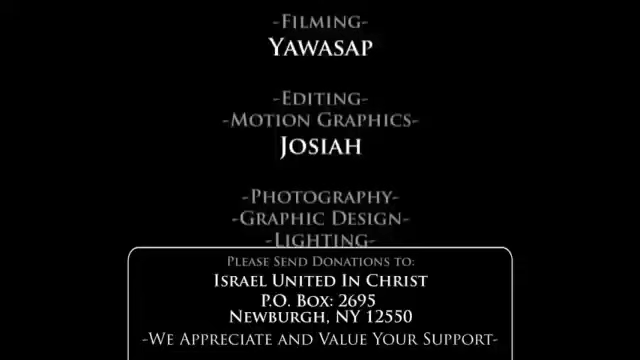 -Filming-
Yawasap
-Editing-
-Motion Graphics-
Josiah
-Photography-
-Graphic Design-
-Lighting-
Please Send Donations to:
Israel United In Christ
P.O. Box: 2695
Newburgh, NY 12550
-We Appreciate and Value Your Support-